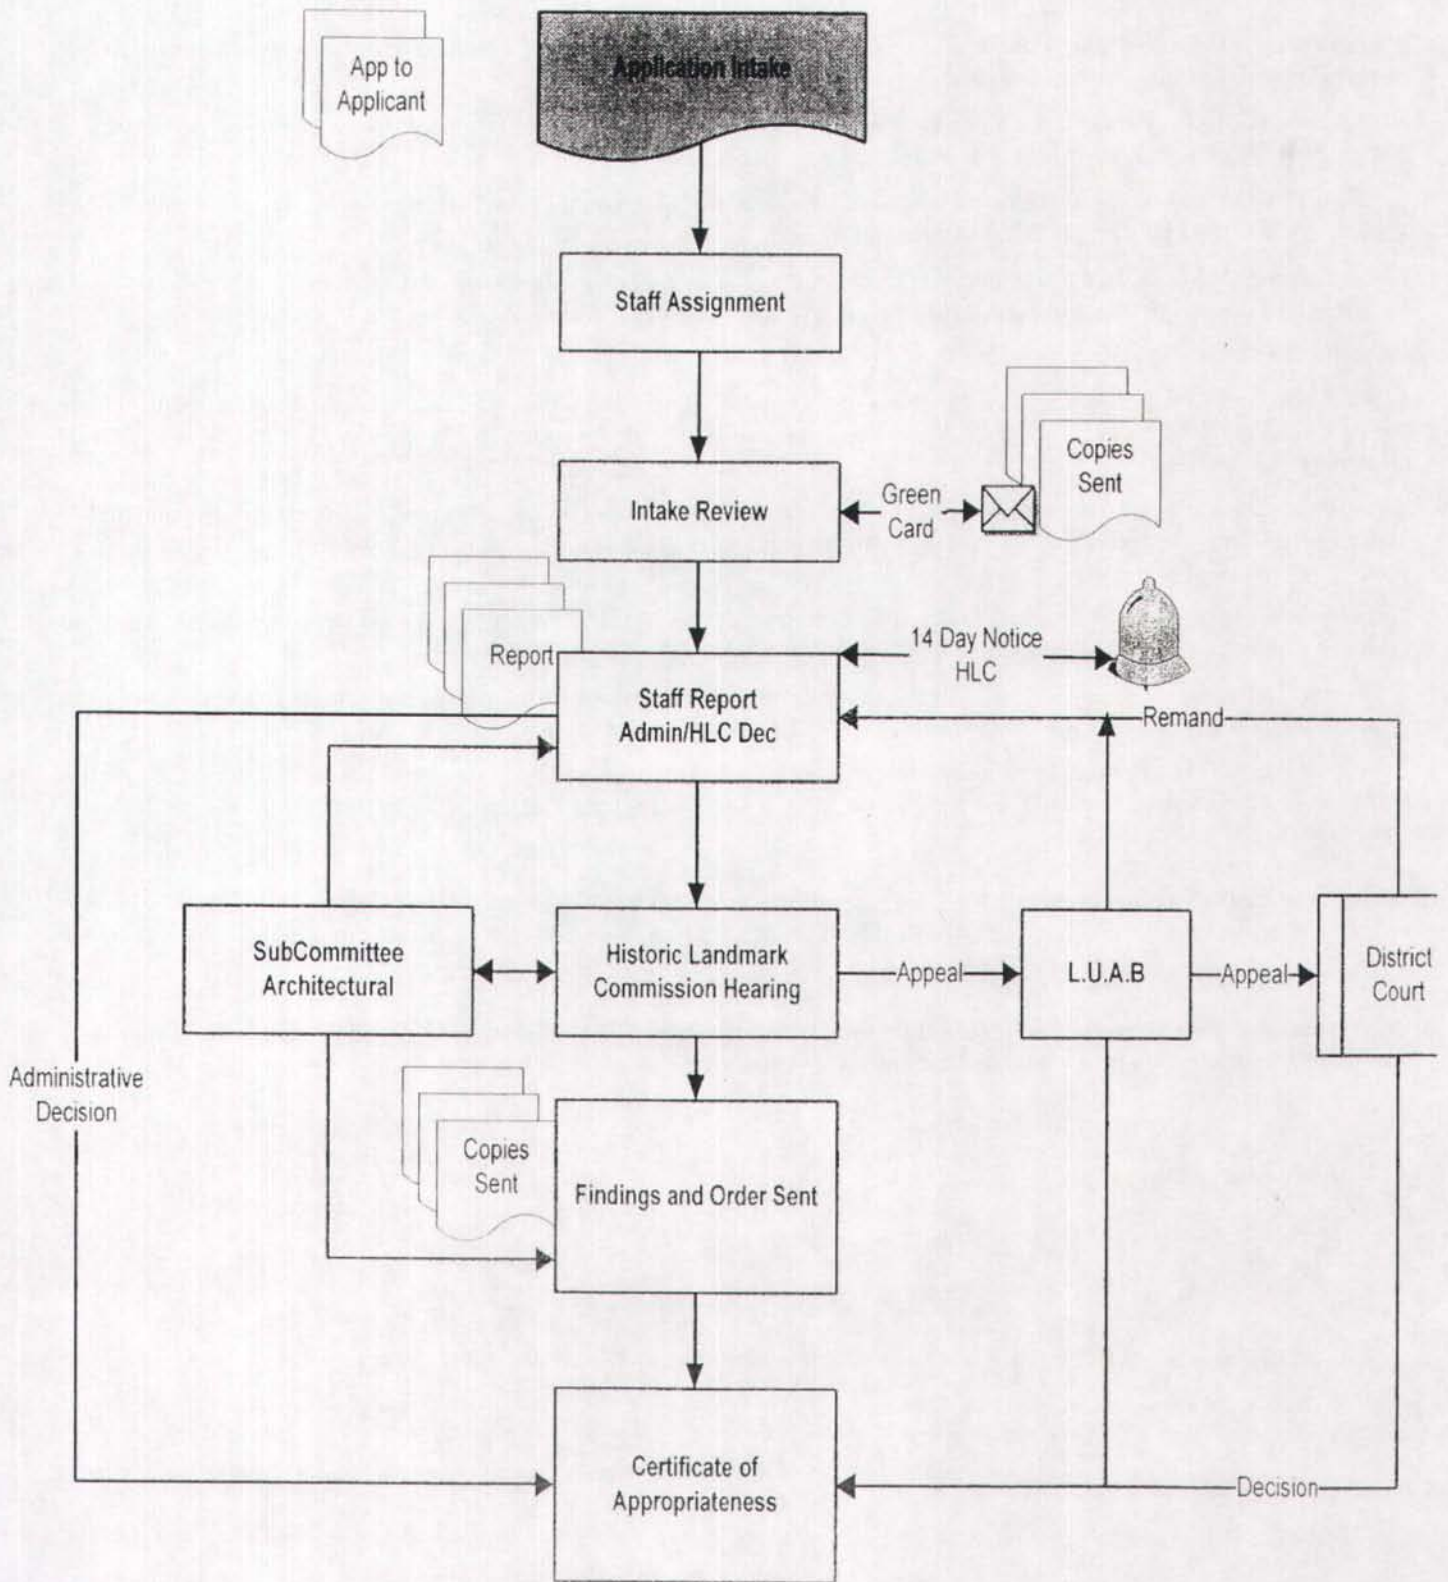 App to
Applicant
Application Intake
Staff Assignment
Copies
Sent
Intake Review
Green
Card
Report
14 Day Notice
HLC
Staff Report
Admin/HLC Dec
Remand
SubCommittee
Architectural
Historic Landmark
Commission Hearing
Appeal
L.U.A.B
Appeal
District
Court
Administrative
Decision
Copies
Sent
Findings and Order Sent
Certificate of
Appropriateness
Decision